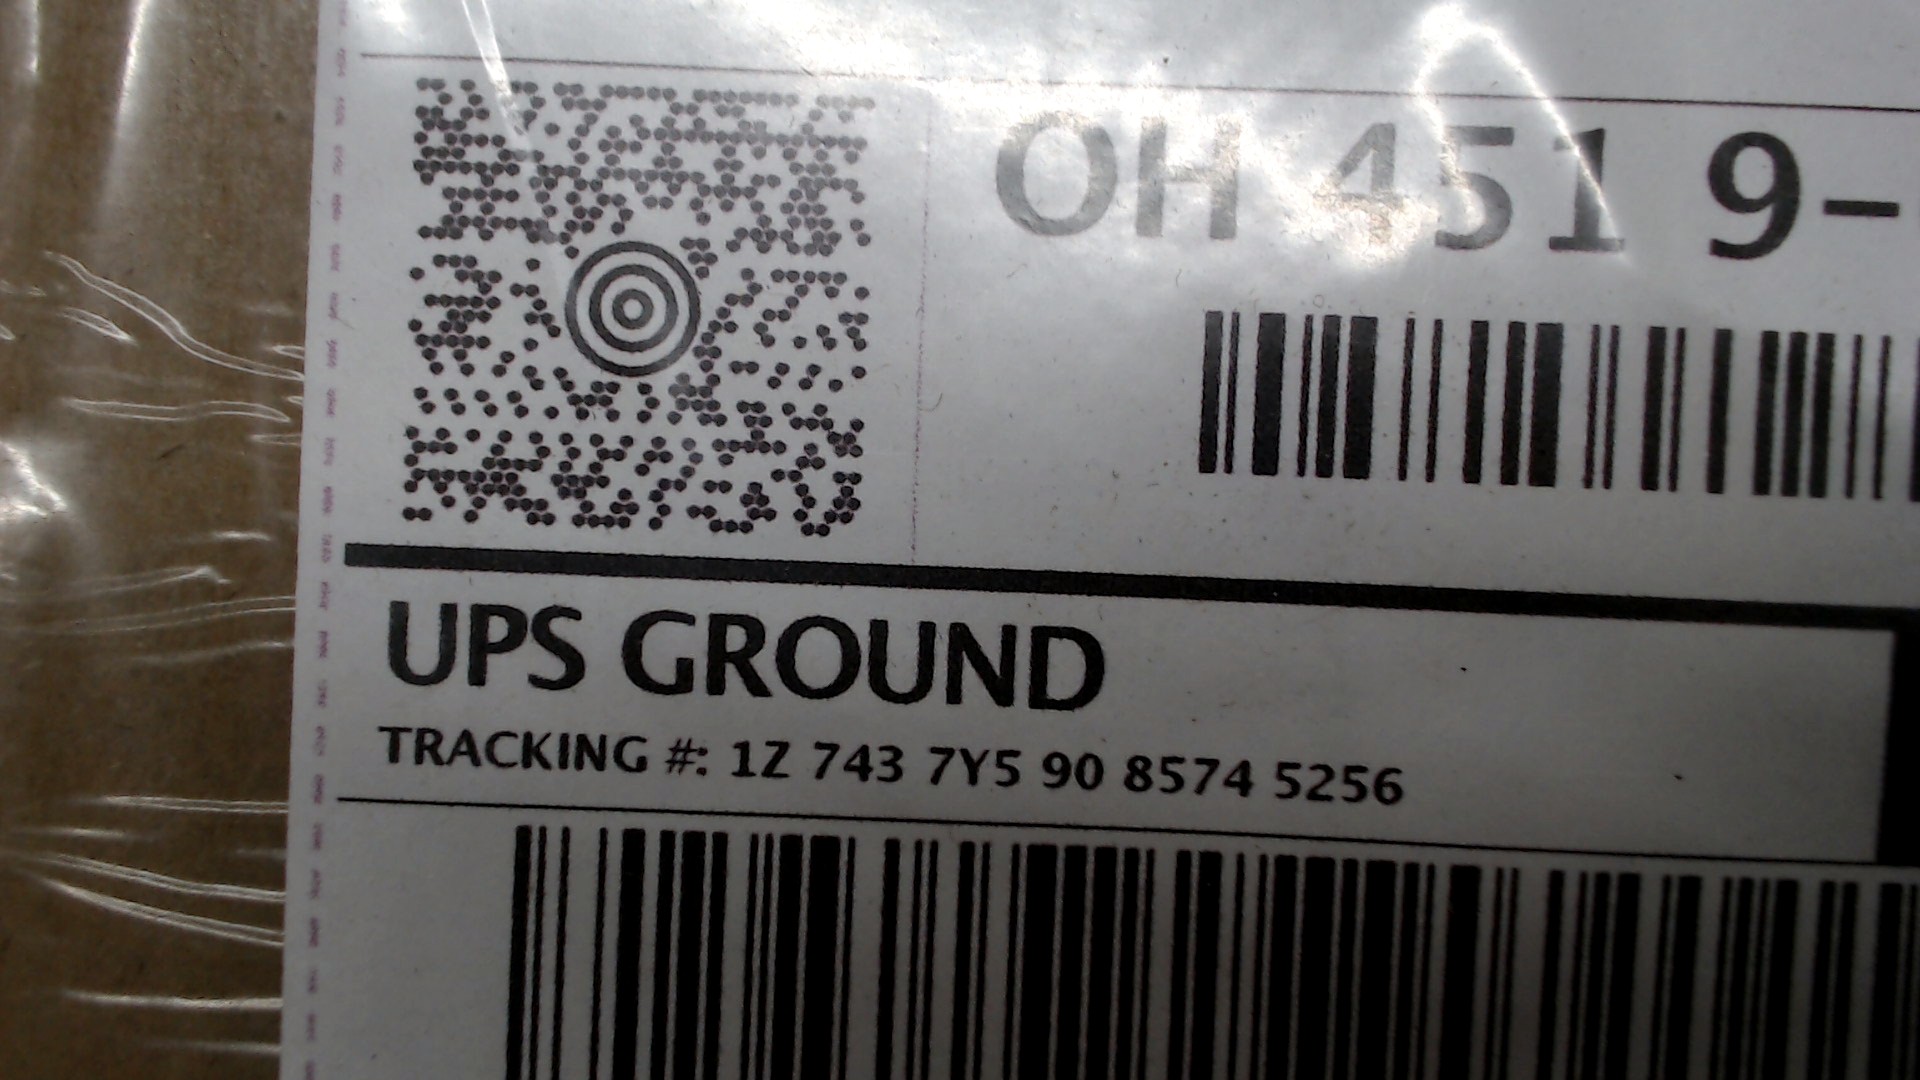 OH 451 9-
UPS GROUND
TRACKING #: 1Z 743 7Y5 90 8574 5256